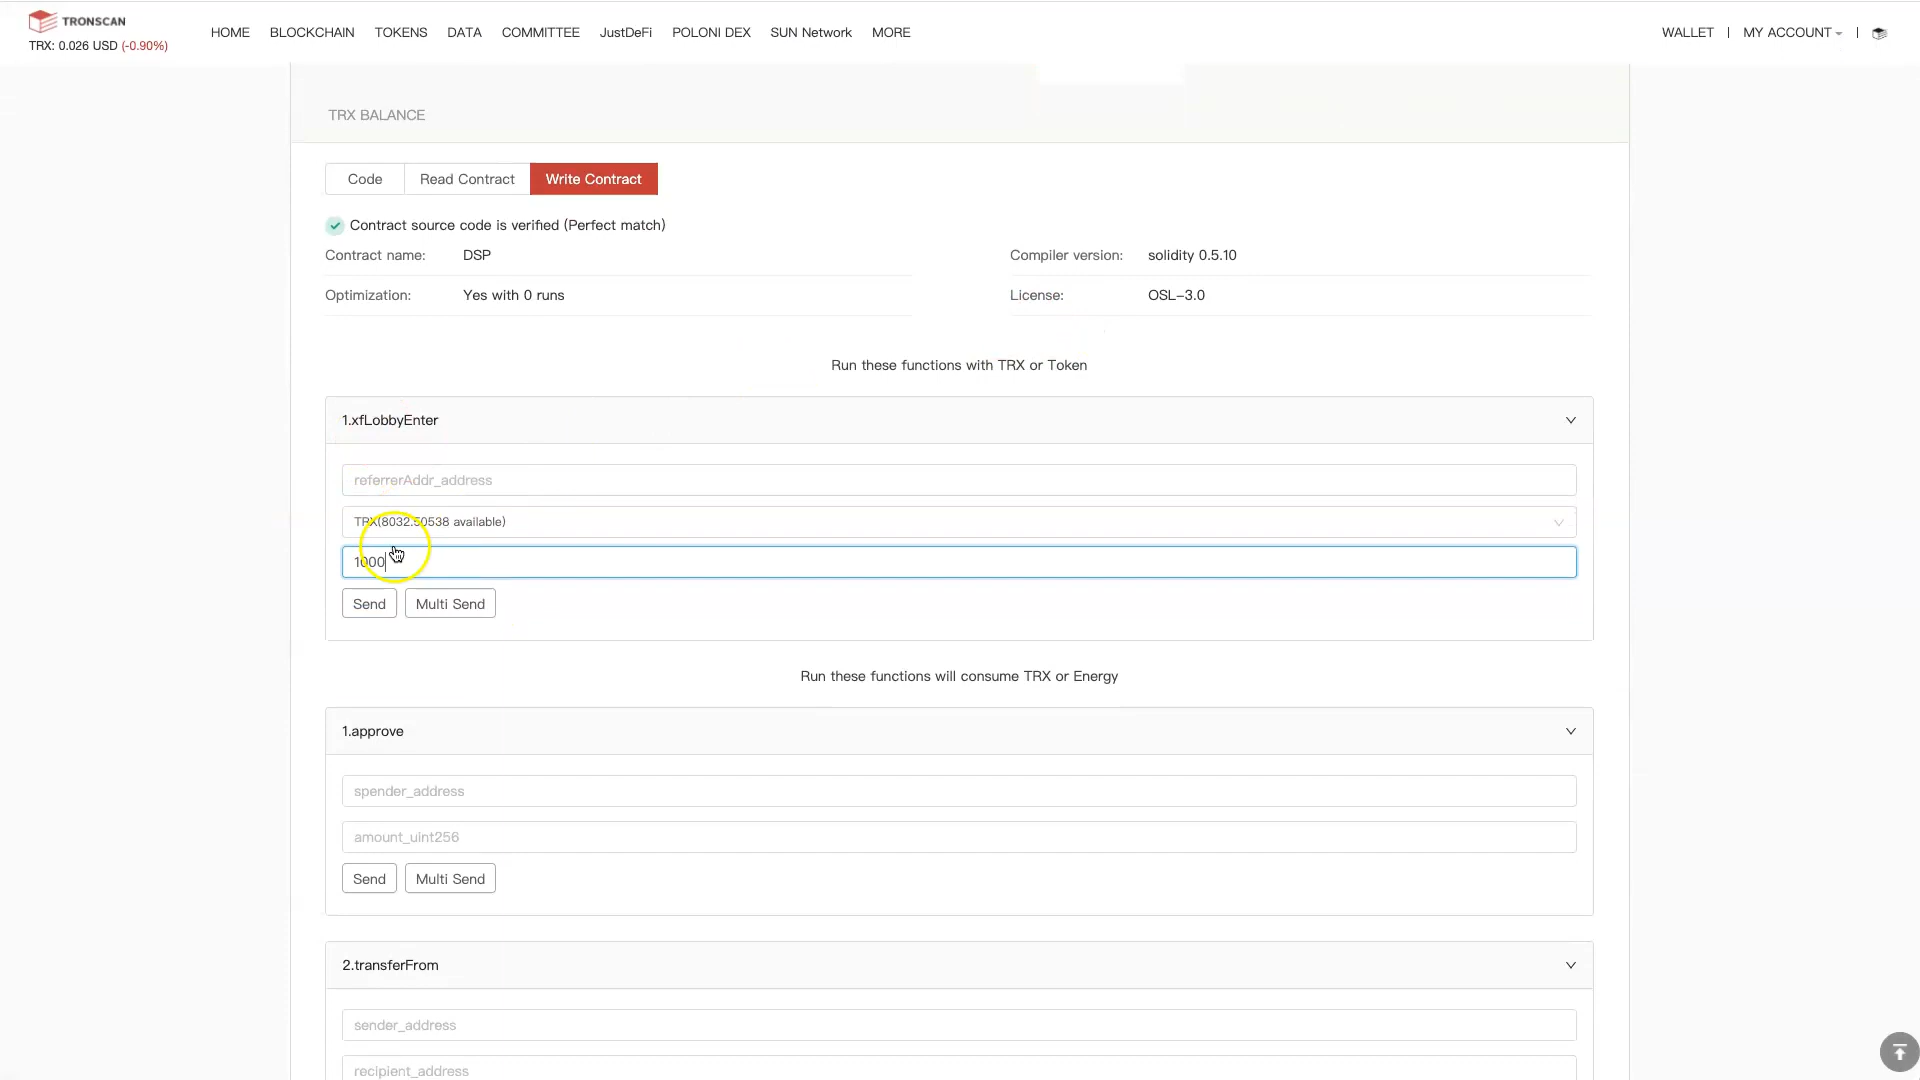 TRONSCAN
TRX: 0.026 USD (-0.90%)
HOME BLOCKCHAIN TOKENS DATA COMMITTEE JustDeFi POLONI DEX SUN Network MORE
WALLET | MY ACCOUNT |
TRX BALANCE
Code Read Contract Write Contract
Contract source code is verified (Perfect match)
Contract name: DSP Compiler version: solidity 0.5.10
Optimization: Yes with 0 runs License: OSL-3.0
Run these functions with TRX or Token
1.xfLobbyEnter
referrerAddr_address
TRX(8032.50538 available)
1000
Send Multi Send
Run these functions will consume TRX or Energy
1.approve
spender_address
amount_uint256
Send Multi Send
2.transferFrom
sender_address
recipient_address